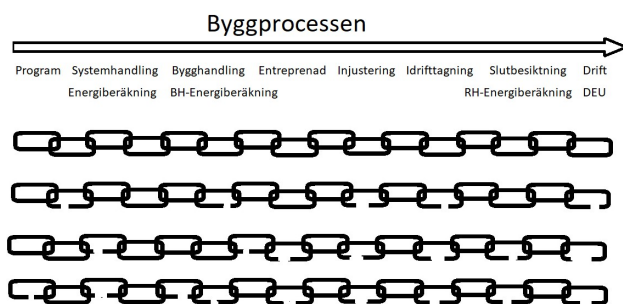 Byggprocessen
Program Systemhandling Bygghandling Entreprenad Injustering Idrifttagning Slutbesiktning Drift
Energiberäkning BH-Energiberäkning RH-Energiberäkning DEU